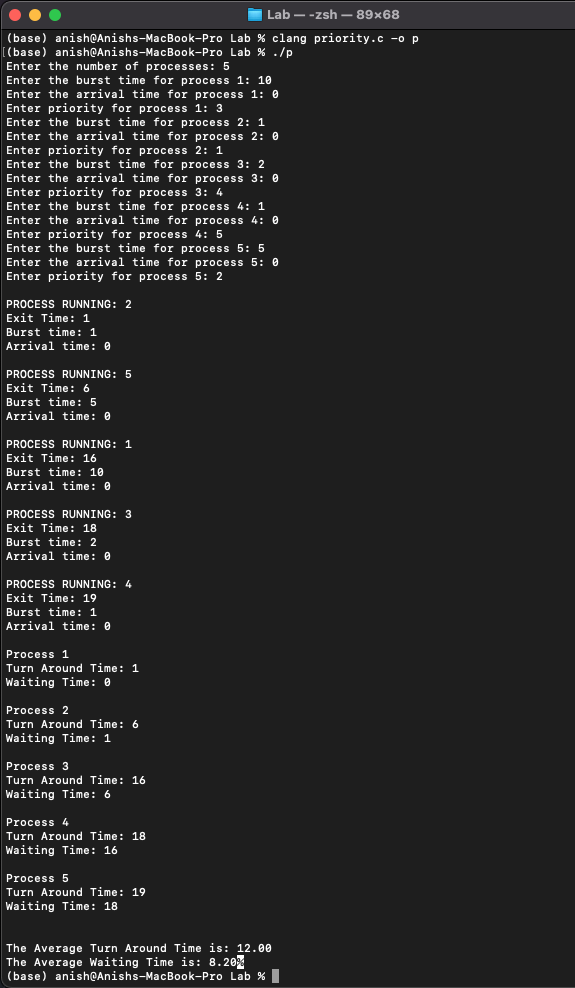 Lab — -zsh — 89×68
(base) anish@Anishs-MacBook-Pro Lab % clang priority.c -o p
[(base) anish@Anishs-MacBook-Pro Lab % ./p
Enter the number of processes: 5
Enter the burst time for process 1: 10
Enter the arrival time for process 1: 0
Enter priority for process 1: 3
Enter the burst time for process 2: 1
Enter the arrival time for process 2: 0
Enter priority for process 2: 1
Enter the burst time for process 3: 2
Enter the arrival time for process 3: 0
Enter priority for process 3: 4
Enter the burst time for process 4: 1
Enter the arrival time for process 4: 0
Enter priority for process 4: 5
Enter the burst time for process 5: 5
Enter the arrival time for process 5: 0
Enter priority for process 5: 2
PROCESS RUNNING: 2
Exit Time: 1
Burst time: 1
Arrival time: 0
PROCESS RUNNING: 5
Exit Time: 6
Burst time: 5
Arrival time: 0
PROCESS RUNNING: 1
Exit Time: 16
Burst time: 10
Arrival time: 0
PROCESS RUNNING: 3
Exit Time: 18
Burst time: 2
Arrival time: 0
PROCESS RUNNING: 4
Exit Time: 19
Burst time: 1
Arrival time: 0
Process 1
Turn Around Time: 1
Waiting Time: 0
Process 2
Turn Around Time: 6
Waiting Time: 1
Process 3
Turn Around Time: 16
Waiting Time: 6
Process 4
Turn Around Time: 18
Waiting Time: 16
Process 5
Turn Around Time: 19
Waiting Time: 18
The Average Turn Around Time is: 12.00
The Average Waiting Time is: 8.20%
(base) anish@Anishs-MacBook-Pro Lab %